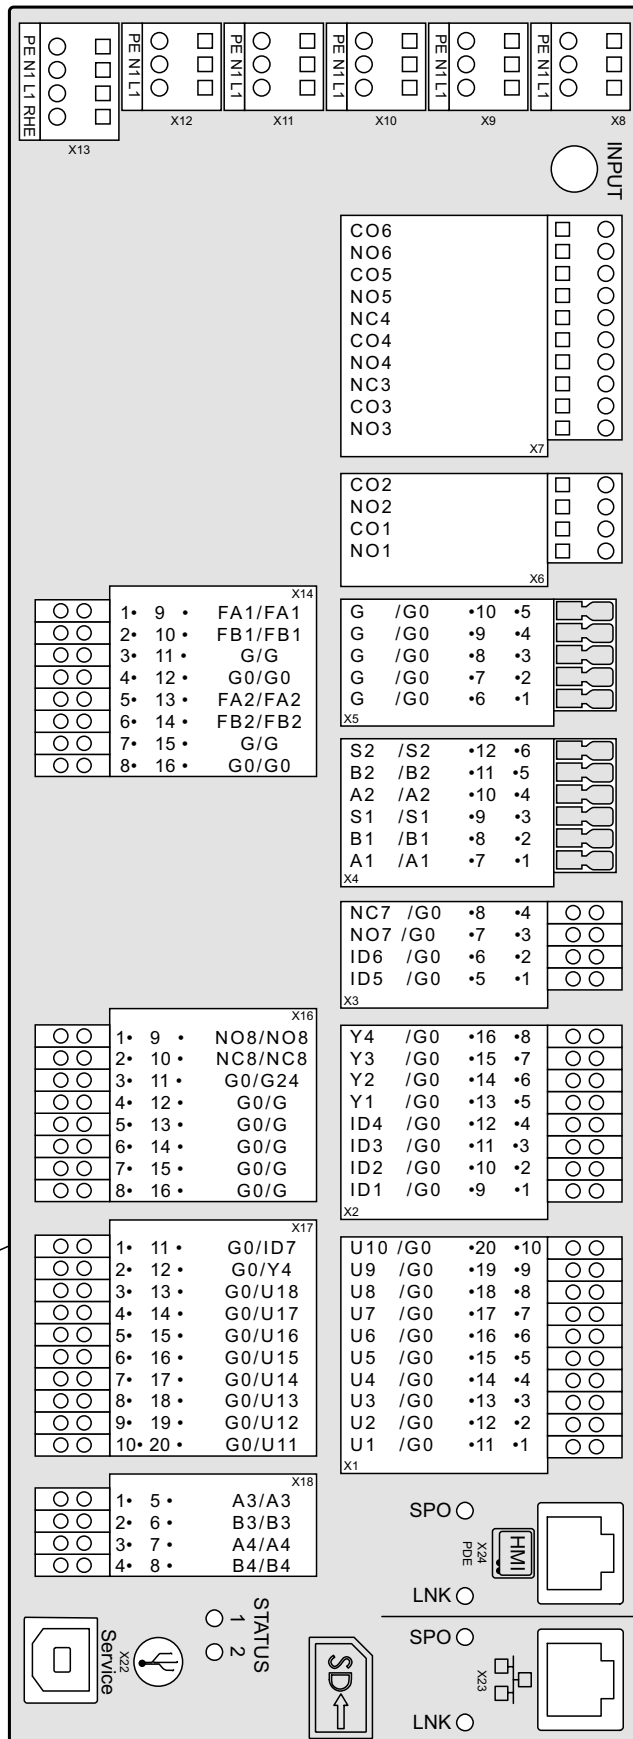 PE N1 L1 RHE
PE N1 L1
PE N1 L1
PE N1 L1
PE N1 L1
PE N1 L1
X13
X12
X11
X10
X9
X8
INPUT
CO6
NO6
CO5
NO5
NC4
CO4
NO4
NC3
CO3
NO3
X7
CO2
NO2
CO1
NO1
X6
X14
1• 9 • FA1/FA1
2• 10 • FB1/FB1
3• 11 • G/G
4• 12 • G0/G0
5• 13 • FA2/FA2
6• 14 • FB2/FB2
7• 15 • G/G
8• 16 • G0/G0
G /G0 •10 •5
G /G0 •9 •4
G /G0 •8 •3
G /G0 •7 •2
G /G0 •6 •1
X5
S2 /S2 •12 •6
B2 /B2 •11 •5
A2 /A2 •10 •4
S1 /S1 •9 •3
B1 /B1 •8 •2
A1 /A1 •7 •1
X4
NC7 /G0 •8 •4
NO7 /G0 •7 •3
ID6 /G0 •6 •2
ID5 /G0 •5 •1
X3
X16
1• 9 • NO8/NO8
2• 10 • NC8/NC8
3• 11 • G0/G24
4• 12 • G0/G
5• 13 • G0/G
6• 14 • G0/G
7• 15 • G0/G
8• 16 • G0/G
Y4 /G0 •16 •8
Y3 /G0 •15 •7
Y2 /G0 •14 •6
Y1 /G0 •13 •5
ID4 /G0 •12 •4
ID3 /G0 •11 •3
ID2 /G0 •10 •2
ID1 /G0 •9 •1
X2
X17
1• 11 • G0/ID7
2• 12 • G0/Y4
3• 13 • G0/U18
4• 14 • G0/U17
5• 15 • G0/U16
6• 16 • G0/U15
7• 17 • G0/U14
8• 18 • G0/U13
9• 19 • G0/U12
10• 20 • G0/U11
U10 /G0 •20 •10
U9 /G0 •19 •9
U8 /G0 •18 •8
U7 /G0 •17 •7
U6 /G0 •16 •6
U5 /G0 •15 •5
U4 /G0 •14 •4
U3 /G0 •13 •3
U2 /G0 •12 •2
U1 /G0 •11 •1
X1
X18
1• 5 • A3/A3
2• 6 • B3/B3
3• 7 • A4/A4
4• 8 • B4/B4
SPO
HMI
X24
PDE
LNK
STATUS
1
2
Service
X22
SD
SPO
X23
LNK